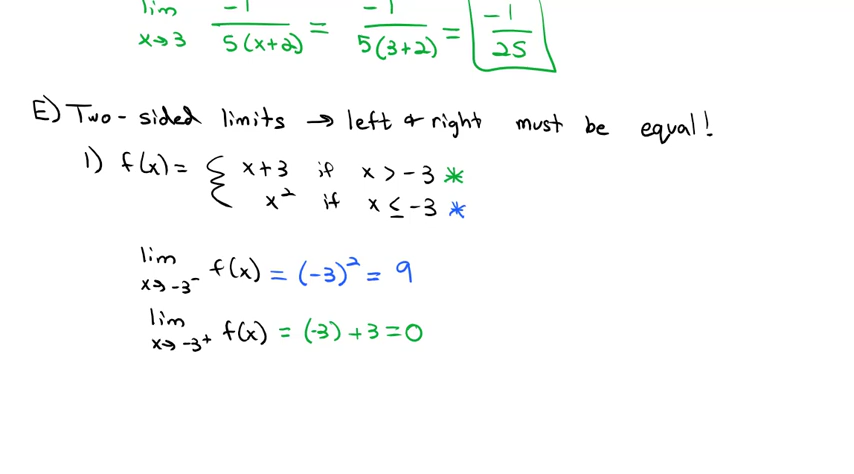 lim x→3 -1/5(x+2) = -1/5(3+2) = -1/25
E) Two-sided limits → left & right must be equal!
1) f(x) = { x+3 if x > -3 *
x² if x ≤ -3 *
lim x→-3⁻ f(x) = (-3)² = 9
lim x→-3⁺ f(x) = (-3) + 3 = 0